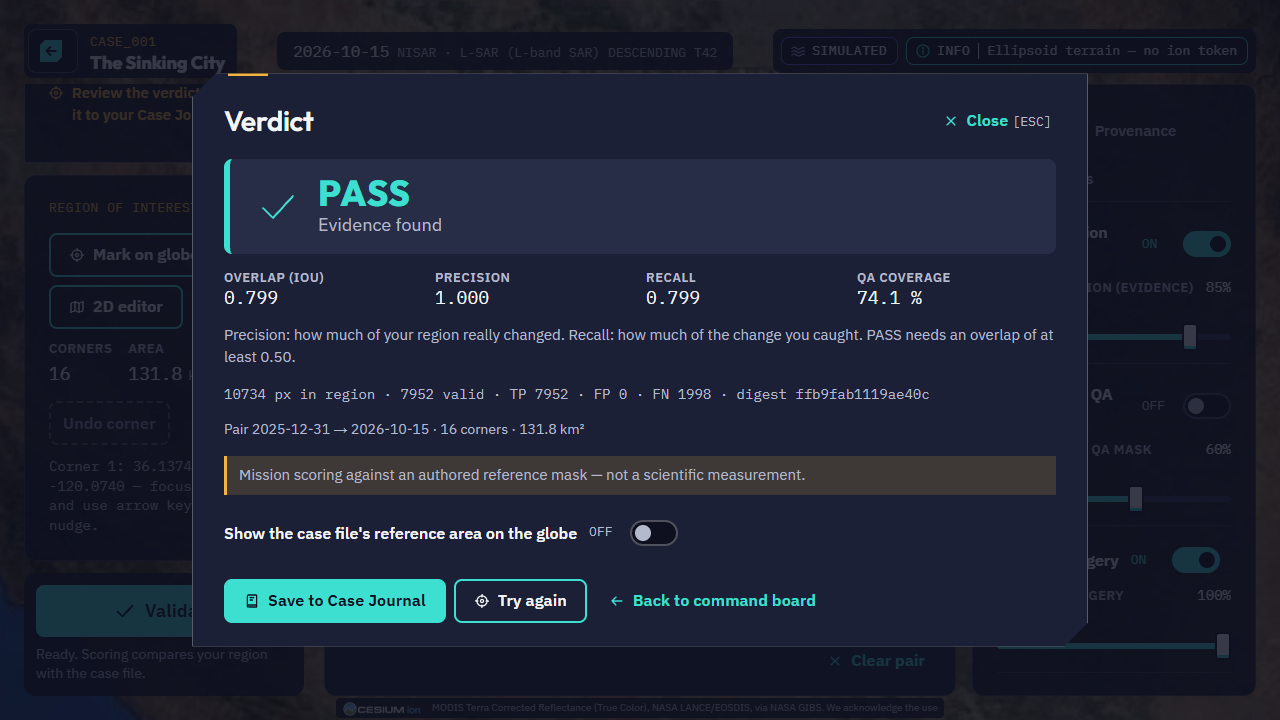 CASE_001
The Sinking City
2026-10-15 NISAR · L-SAR (L-band SAR) DESCENDING T42
SIMULATED
INFO Ellipsoid terrain — no ion token
Review the verdict
it to your Case Jo
Provenance
REGION OF INTEREST
Mark on globe
2D editor
CORNERS AREA
16 131.8
Undo corner
Corner 1: 36.1374
-120.0740 — focus
and use arrow key
nudge.
Ready. Scoring compares your region
with the case file.
Verdict
Close [ESC]
PASS
Evidence found
OVERLAP (IOU) PRECISION RECALL QA COVERAGE
0.799 1.000 0.799 74.1 %
Precision: how much of your region really changed. Recall: how much of the change you caught. PASS needs an overlap of at
least 0.50.
10734 px in region · 7952 valid · TP 7952 · FP 0 · FN 1998 · digest ffb9fab1119ae40c
Pair 2025-12-31 → 2026-10-15 · 16 corners · 131.8 km²
Mission scoring against an authored reference mask — not a scientific measurement.
Show the case file's reference area on the globe OFF
Save to Case Journal
Try again
Back to command board
ON
ION (EVIDENCE) 85%
QA
OFF
QA MASK 60%
gery ON
GERY 100%
Clear pair
CESIUM ion MODIS Terra Corrected Reflectance (True Color), NASA LANCE/EOSDIS, via NASA GIBS. We acknowledge the use